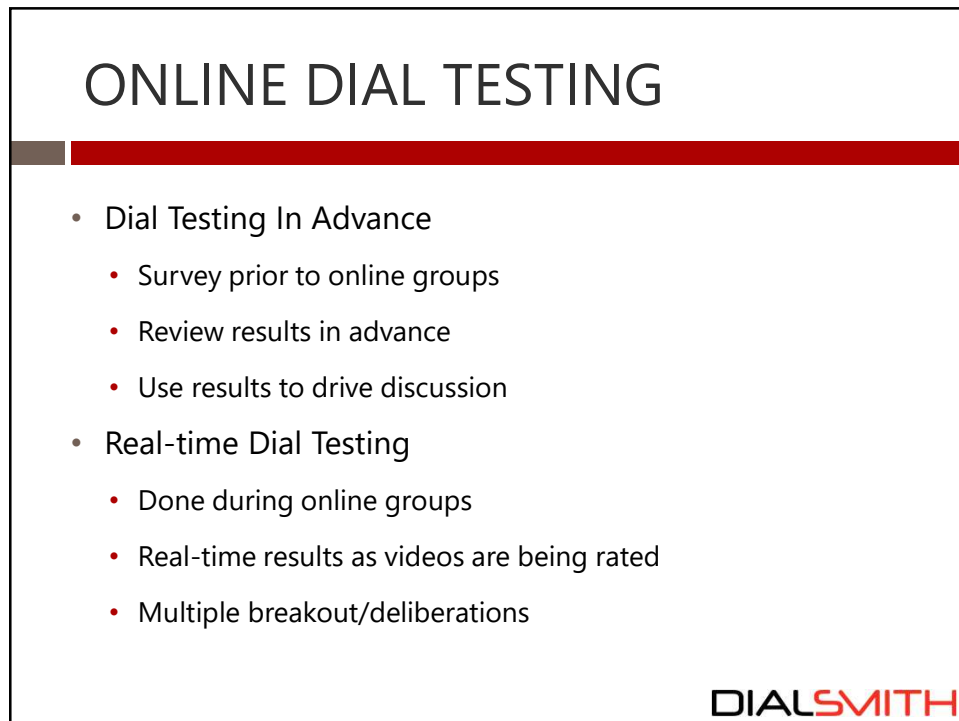 ONLINE DIAL TESTING
• Dial Testing In Advance
• Survey prior to online groups
• Review results in advance
• Use results to drive discussion
• Real-time Dial Testing
• Done during online groups
• Real-time results as videos are being rated
• Multiple breakout/deliberations
DIALSMITH